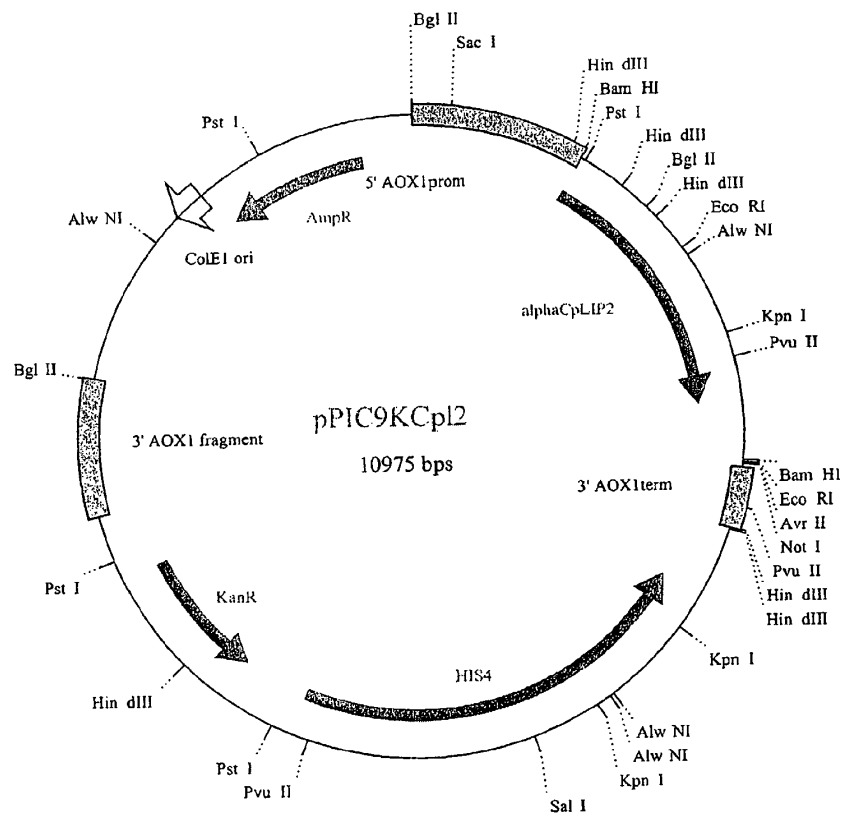 Bgl II
Sac I
Hin dIII
Bam HI
Pst I
Hin dIII
Bgl II
Hin dIII
Eco RI
Alw NI
Kpn I
Pvu II
Bam HI
Eco RI
Avr II
Not I
Pvu II
Hin dIII
Hin dIII
Kpn I
Alw NI
Alw NI
Kpn I
Sal I
Pvu II
Pst I
Hin dIII
Pst I
Bgl II
Alw NI
Pst I
5' AOX1prom
AmpR
ColE1 ori
alphaCpLIP2
3' AOX1 fragment
pPIC9KCpl2
10975 bps
3' AOX1term
KanR
HIS4